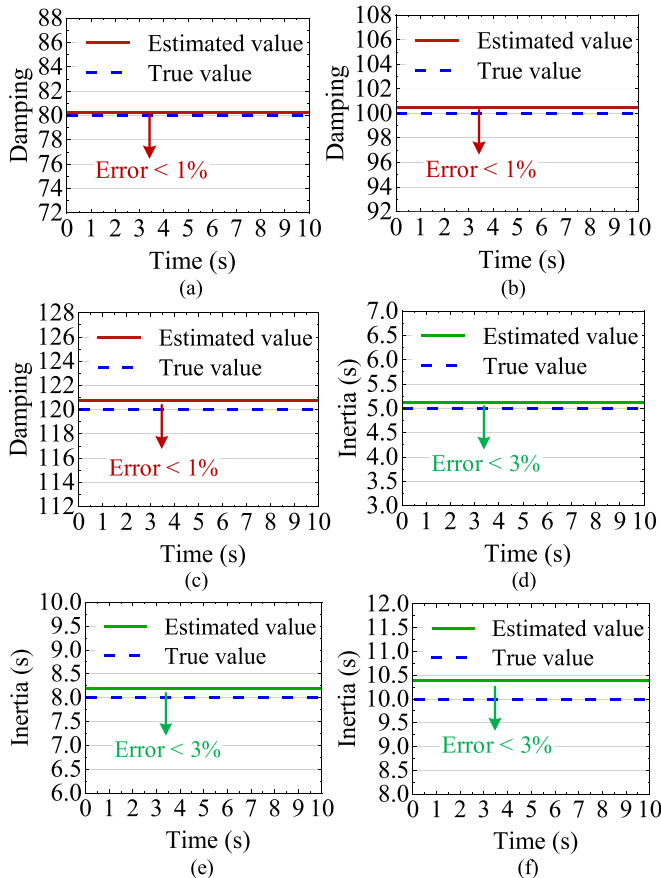 88
86
84
82
80
78
76
74
72
Damping
Estimated value
True value
Error < 1%
0 1 2 3 4 5 6 7 8 9 10
Time (s)
(a)
108
106
104
102
100
98
96
94
92
Damping
Estimated value
True value
Error < 1%
0 1 2 3 4 5 6 7 8 9 10
Time (s)
(b)
128
126
124
122
120
118
116
114
112
Damping
Estimated value
True value
Error < 1%
0 1 2 3 4 5 6 7 8 9 10
Time (s)
(c)
7.0
6.5
6.0
5.5
5.0
4.5
4.0
3.5
3.0
Inertia (s)
Estimated value
True value
Error < 3%
0 1 2 3 4 5 6 7 8 9 10
Time (s)
(d)
10.0
9.5
9.0
8.5
8.0
7.5
7.0
6.5
6.0
Inertia (s)
Estimated value
True value
Error < 3%
0 1 2 3 4 5 6 7 8 9 10
Time (s)
(e)
12.0
11.5
11.0
10.5
10.0
9.5
9.0
8.5
8.0
Inertia (s)
Estimated value
True value
Error < 3%
0 1 2 3 4 5 6 7 8 9 10
Time (s)
(f)